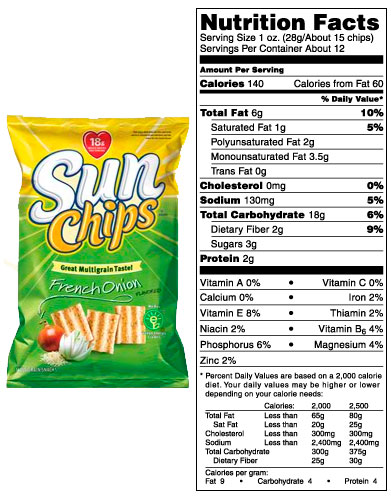 18g
Sun
Chips
Great Multigrain Taste!
French Onion
FLAVORED
Nutrition Facts
Serving Size 1 oz. (28g/About 15 chips)
Servings Per Container About 12
Amount Per Serving
Calories 140 Calories from Fat 60
% Daily Value*
Total Fat 6g 10%
Saturated Fat 1g 5%
Polyunsaturated Fat 2g
Monounsaturated Fat 3.5g
Trans Fat 0g
Cholesterol 0mg 0%
Sodium 130mg 5%
Total Carbohydrate 18g 6%
Dietary Fiber 2g 9%
Sugars 3g
Protein 2g
Vitamin A 0% • Vitamin C 0%
Calcium 0% • Iron 2%
Vitamin E 8% • Thiamin 2%
Niacin 2% • Vitamin B6 4%
Phosphorus 6% • Magnesium 4%
Zinc 2%
* Percent Daily Values are based on a 2,000 calorie
diet. Your daily values may be higher or lower
depending on your calorie needs:
Calories: 2,000 2,500
Total Fat Less than 65g 80g
Sat Fat Less than 20g 25g
Cholesterol Less than 300mg 300mg
Sodium Less than 2,400mg 2,400mg
Total Carbohydrate 300g 375g
Dietary Fiber 25g 30g
Calories per gram:
Fat 9 • Carbohydrate 4 • Protein 4